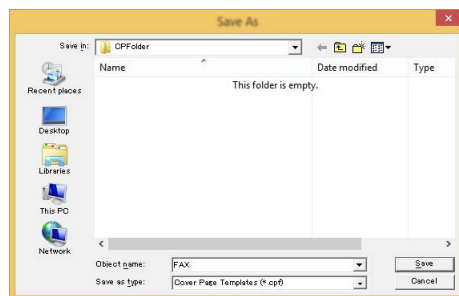 Save As
Save in: CPFolder
Name Date modified Type
This folder is empty.
Recent places
Desktop
Libraries
This PC
Network
Object name: FAX Save
Save as type: Cover Page Templates (*.cpf) Cancel